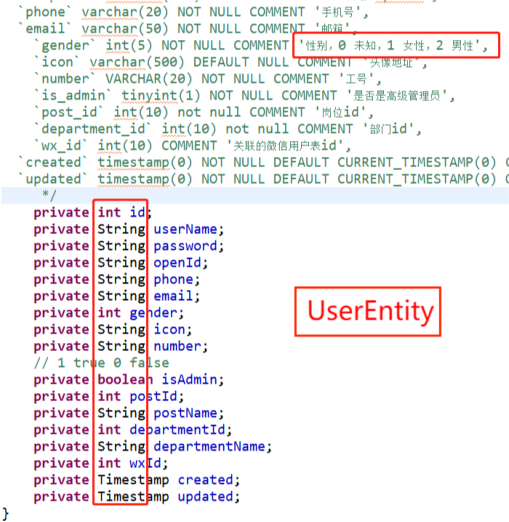 `phone` varchar(20) NOT NULL COMMENT '手机号',
`email` varchar(50) NOT NULL COMMENT '邮箱',
`gender` int(5) NOT NULL COMMENT '性别，0 未知，1 女性，2 男性',
`icon` varchar(500) DEFAULT NULL COMMENT '头像地址',
`number` VARCHAR(20) NOT NULL COMMENT '工号',
`is_admin` tinyint(1) NOT NULL COMMENT '是否是高级管理员',
`post_id` int(10) not null COMMENT '岗位id',
`department_id` int(10) not null COMMENT '部门id',
`wx_id` int(10) COMMENT '关联的微信用户表id',
`created` timestamp(0) NOT NULL DEFAULT CURRENT_TIMESTAMP(0)
`updated` timestamp(0) NOT NULL DEFAULT CURRENT_TIMESTAMP(0)
*/
private int id;
private String userName;
private String password;
private String openId;
private String phone;
private String email;
private int gender;
private String icon;
private String number;
// 1 true 0 false
private boolean isAdmin;
private int postId;
private String postName;
private int departmentId;
private String departmentName;
private int wxId;
private Timestamp created;
private Timestamp updated;
}
UserEntity